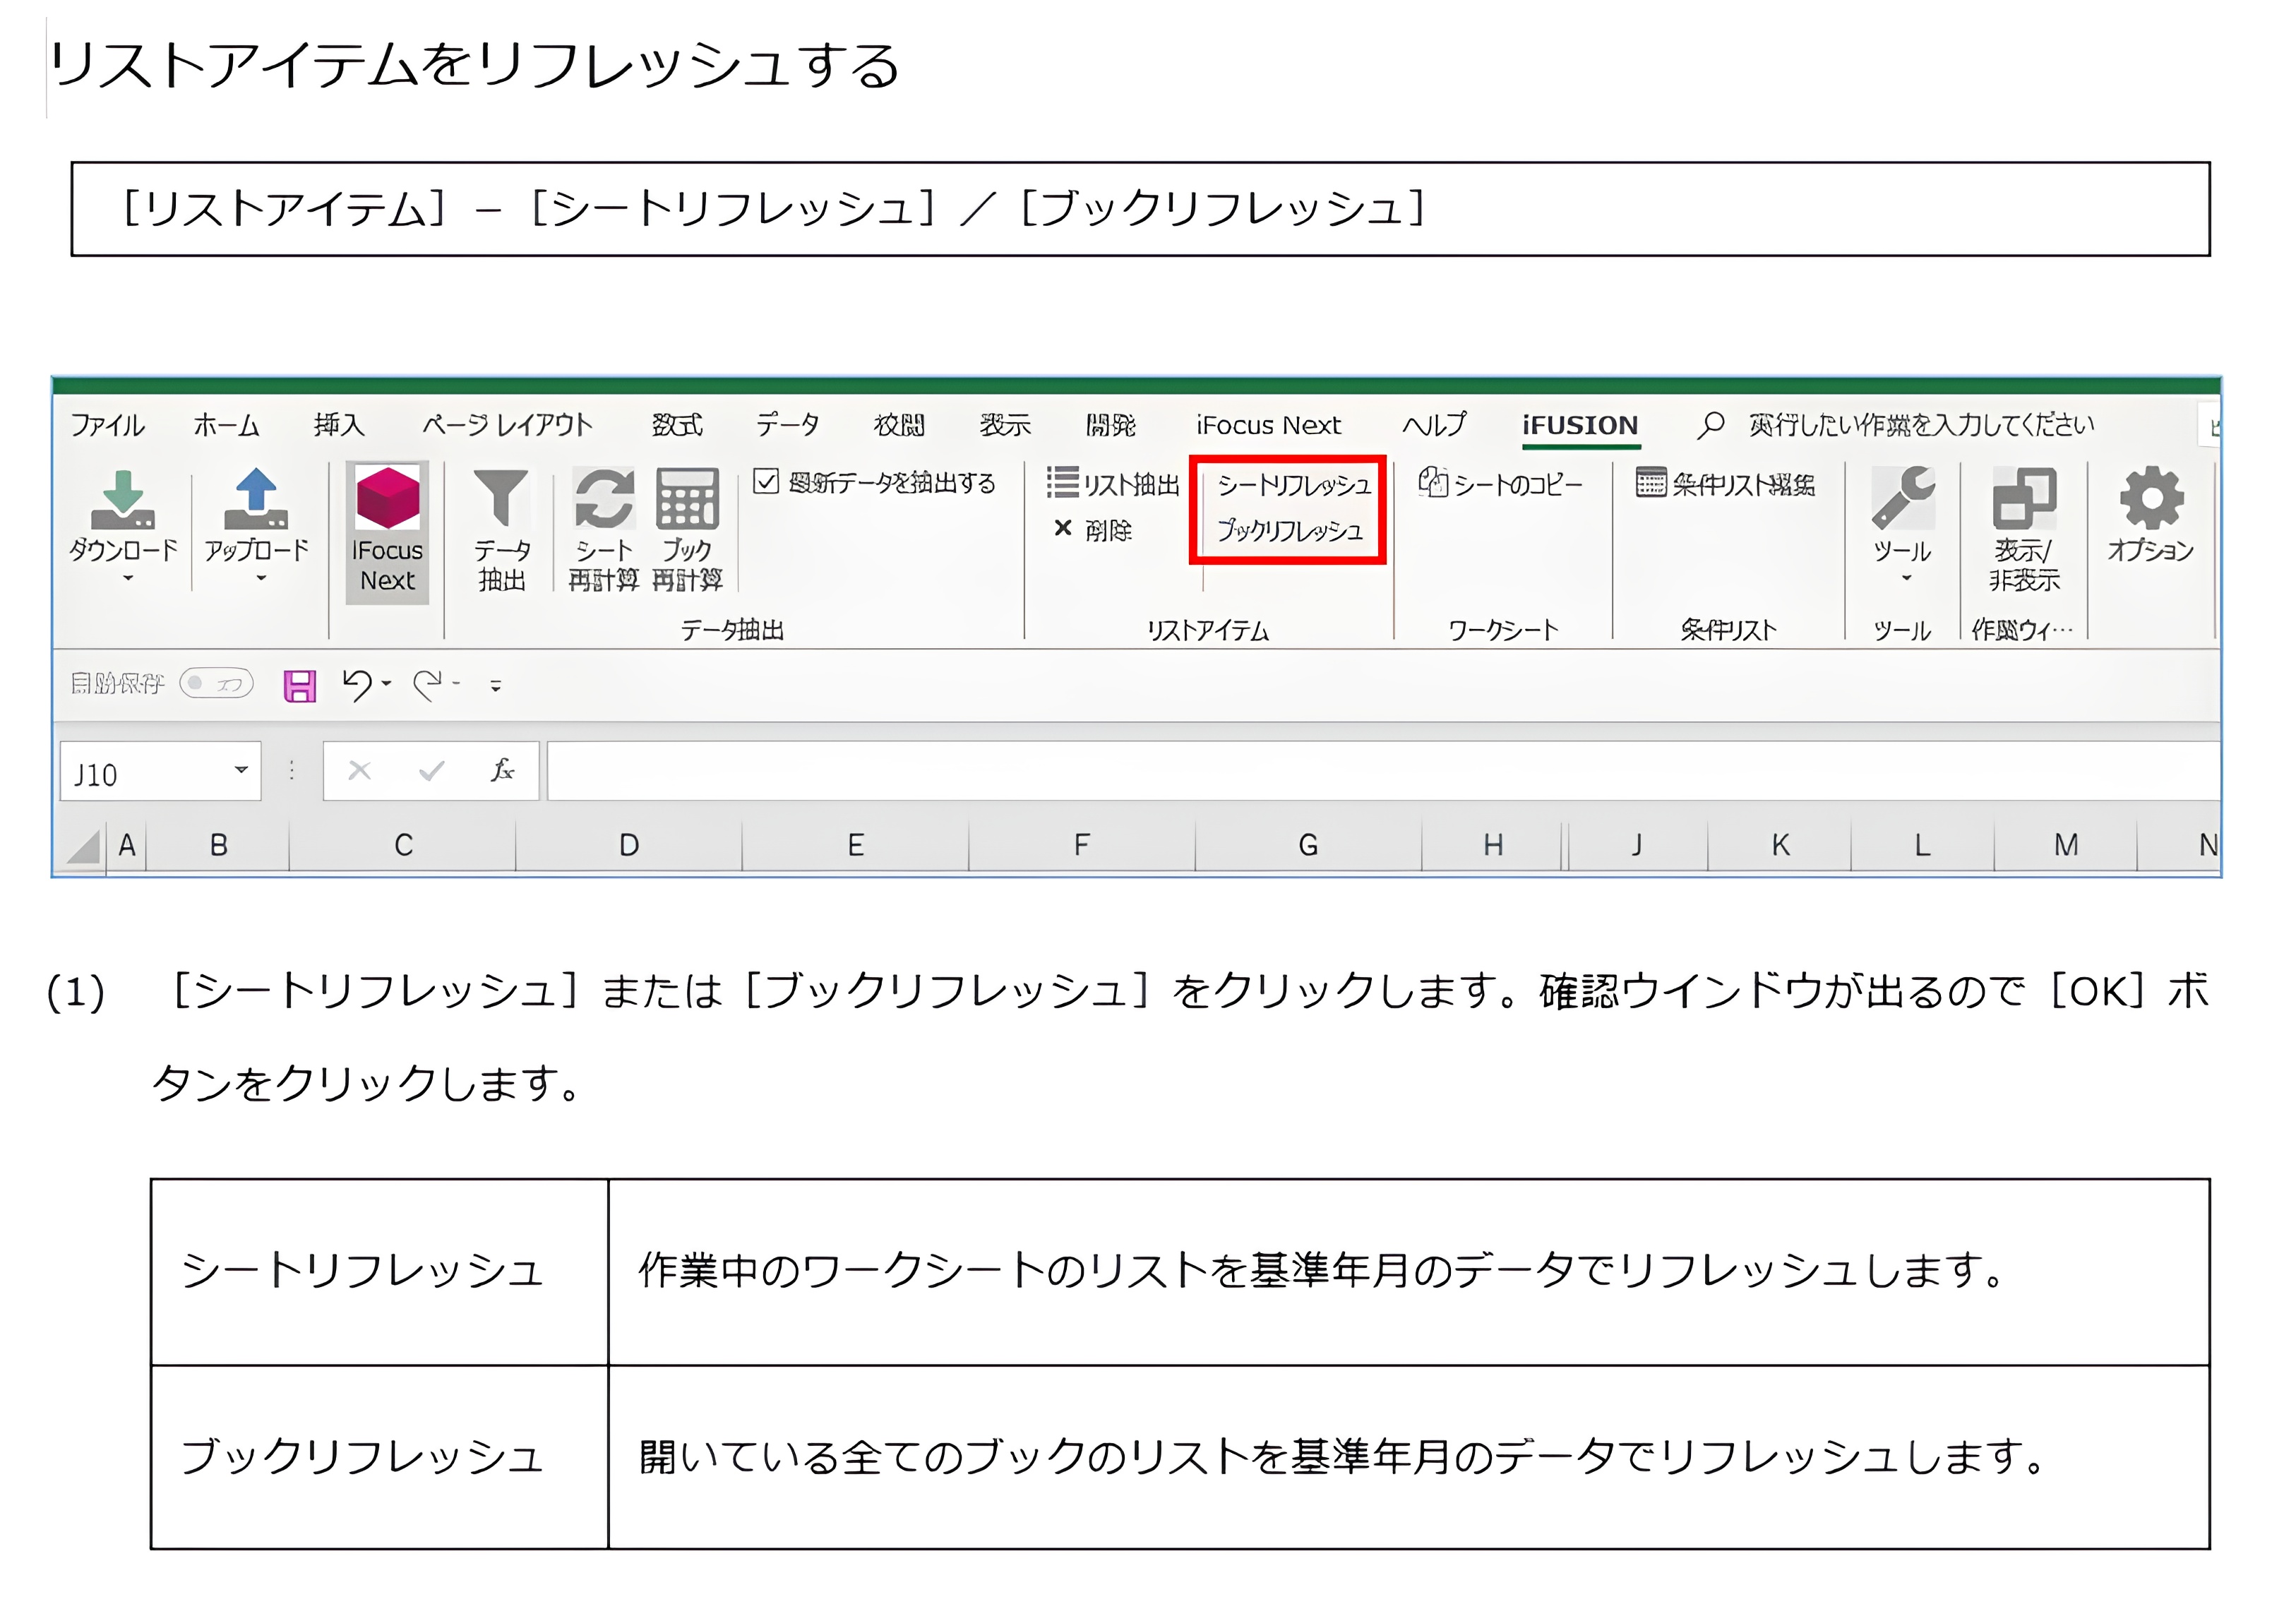 リストアイテムをリフレッシュする
［リストアイテム］－［シートリフレッシュ］／［ブックリフレッシュ］
ファイル ホーム 挿入 ページ レイアウト 数式 データ 校閲 表示 開発 iFocus Next ヘルプ iFUSION 実行したい作業を入力してください
ダウンロード アップロード iFocus Next データ抽出 シート再計算 ブック再計算 最新データを抽出する リスト抽出 シートリフレッシュ シートのコピー 条件リスト編集 ツール 表示/非表示 オプション
削除 ブックリフレッシュ
データ抽出 リストアイテム ワークシート 条件リスト ツール 作業ウィ…
自動保存 オフ
J10 fx
A B C D E F G H J K L M N
(1) ［シートリフレッシュ］または［ブックリフレッシュ］をクリックします。確認ウインドウが出るので［OK］ボ
タンをクリックします。
シートリフレッシュ 作業中のワークシートのリストを基準年月のデータでリフレッシュします。
ブックリフレッシュ 開いている全てのブックのリストを基準年月のデータでリフレッシュします。